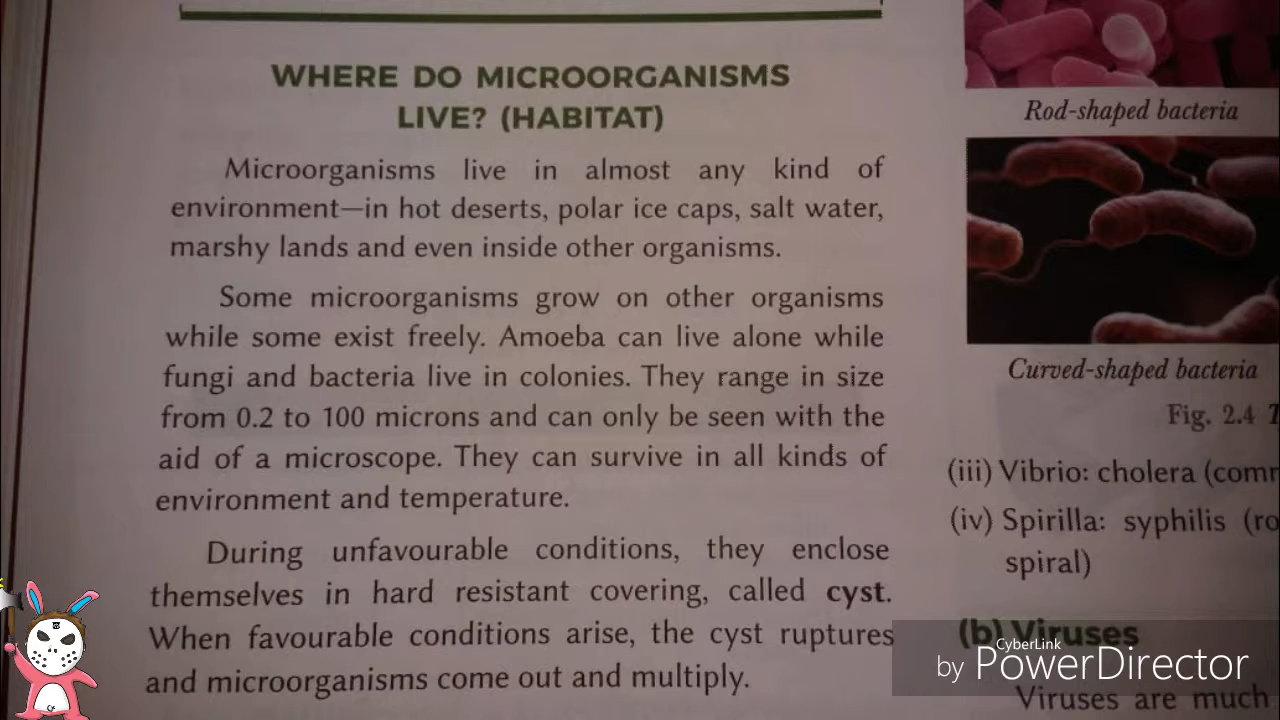 WHERE DO MICROORGANISMS
LIVE? (HABITAT)
Microorganisms live in almost any kind of
environment—in hot deserts, polar ice caps, salt water,
marshy lands and even inside other organisms.
Some microorganisms grow on other organisms
while some exist freely. Amoeba can live alone while
fungi and bacteria live in colonies. They range in size
from 0.2 to 100 microns and can only be seen with the
aid of a microscope. They can survive in all kinds of
environment and temperature.
During unfavourable conditions, they enclose
themselves in hard resistant covering, called cyst.
When favourable conditions arise, the cyst ruptures
and microorganisms come out and multiply.
Rod-shaped bacteria
Curved-shaped bacteria
Fig. 2.4
(iii) Vibrio: cholera
(iv) Spirilla: syphilis
spiral)
(b) Viruses
Viruses are much
CyberLink
by PowerDirector